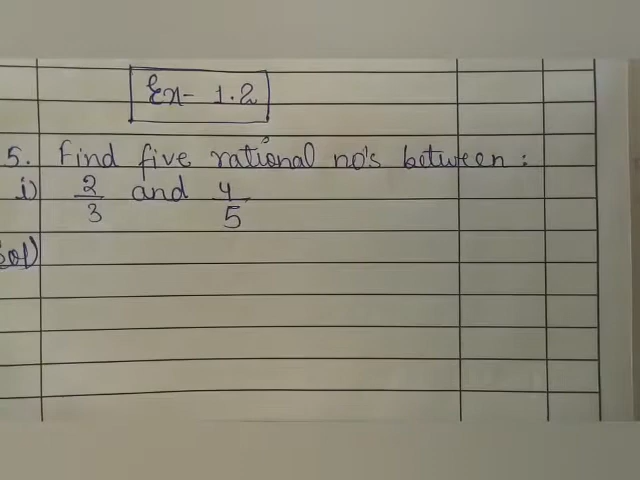 Ex- 1.2
5. Find five rational no's between:
i) 2/3 and 4/5
Sol)